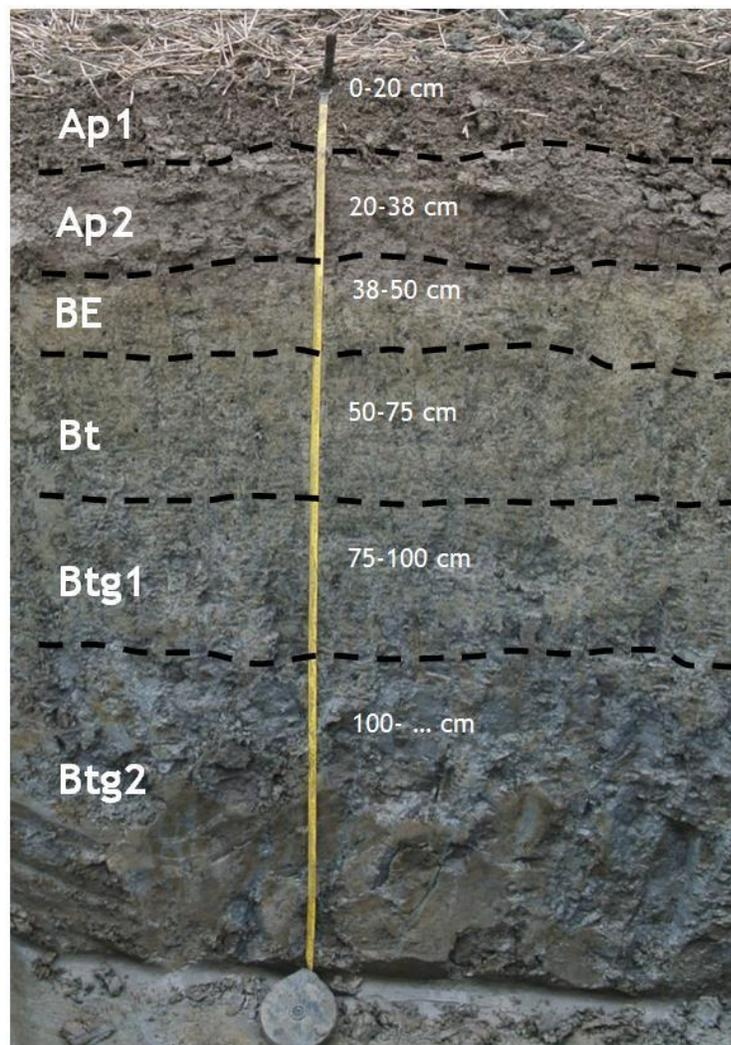 0-20 cm
Ap1
20-38 cm
Ap2
38-50 cm
BE
50-75 cm
Bt
75-100 cm
Btg1
100- ... cm
Btg2